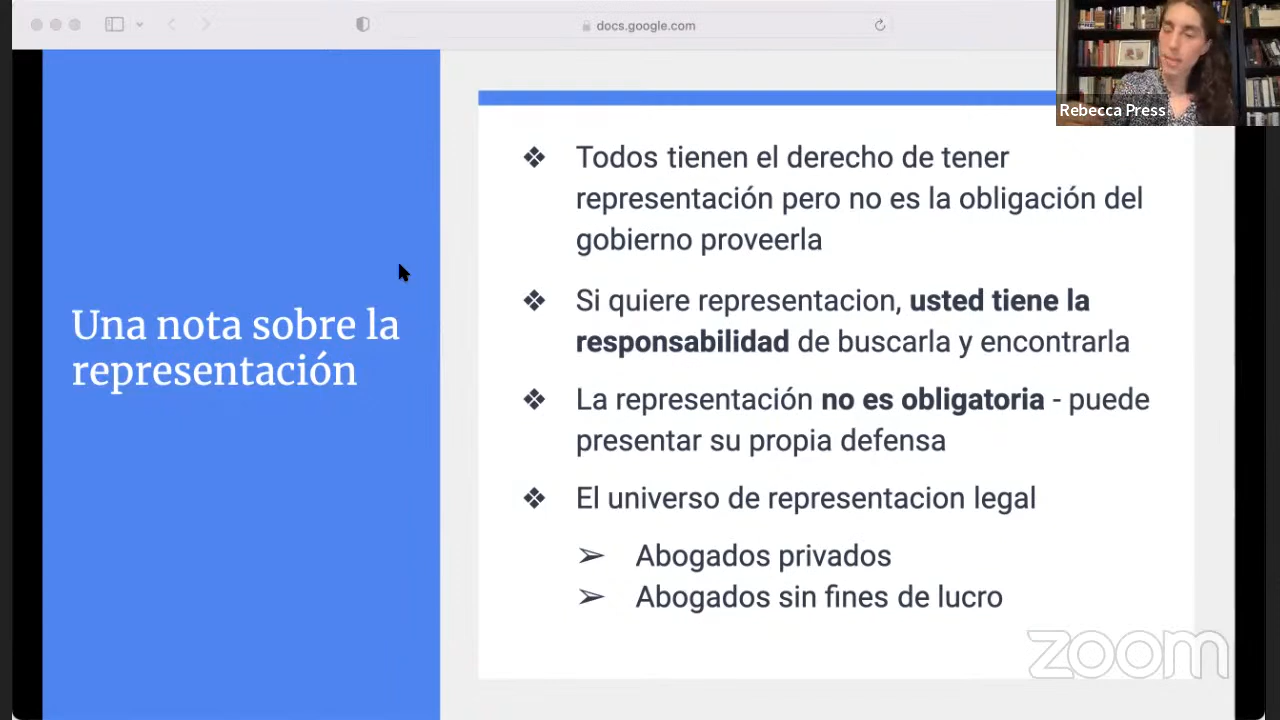 docs.google.com
Rebecca Press
Una nota sobre la
representación
❖ Todos tienen el derecho de tener
representación pero no es la obligación del
gobierno proveerla
❖ Si quiere representacion, usted tiene la
responsabilidad de buscarla y encontrarla
❖ La representación no es obligatoria - puede
presentar su propia defensa
❖ El universo de representacion legal
➢ Abogados privados
➢ Abogados sin fines de lucro
zoom